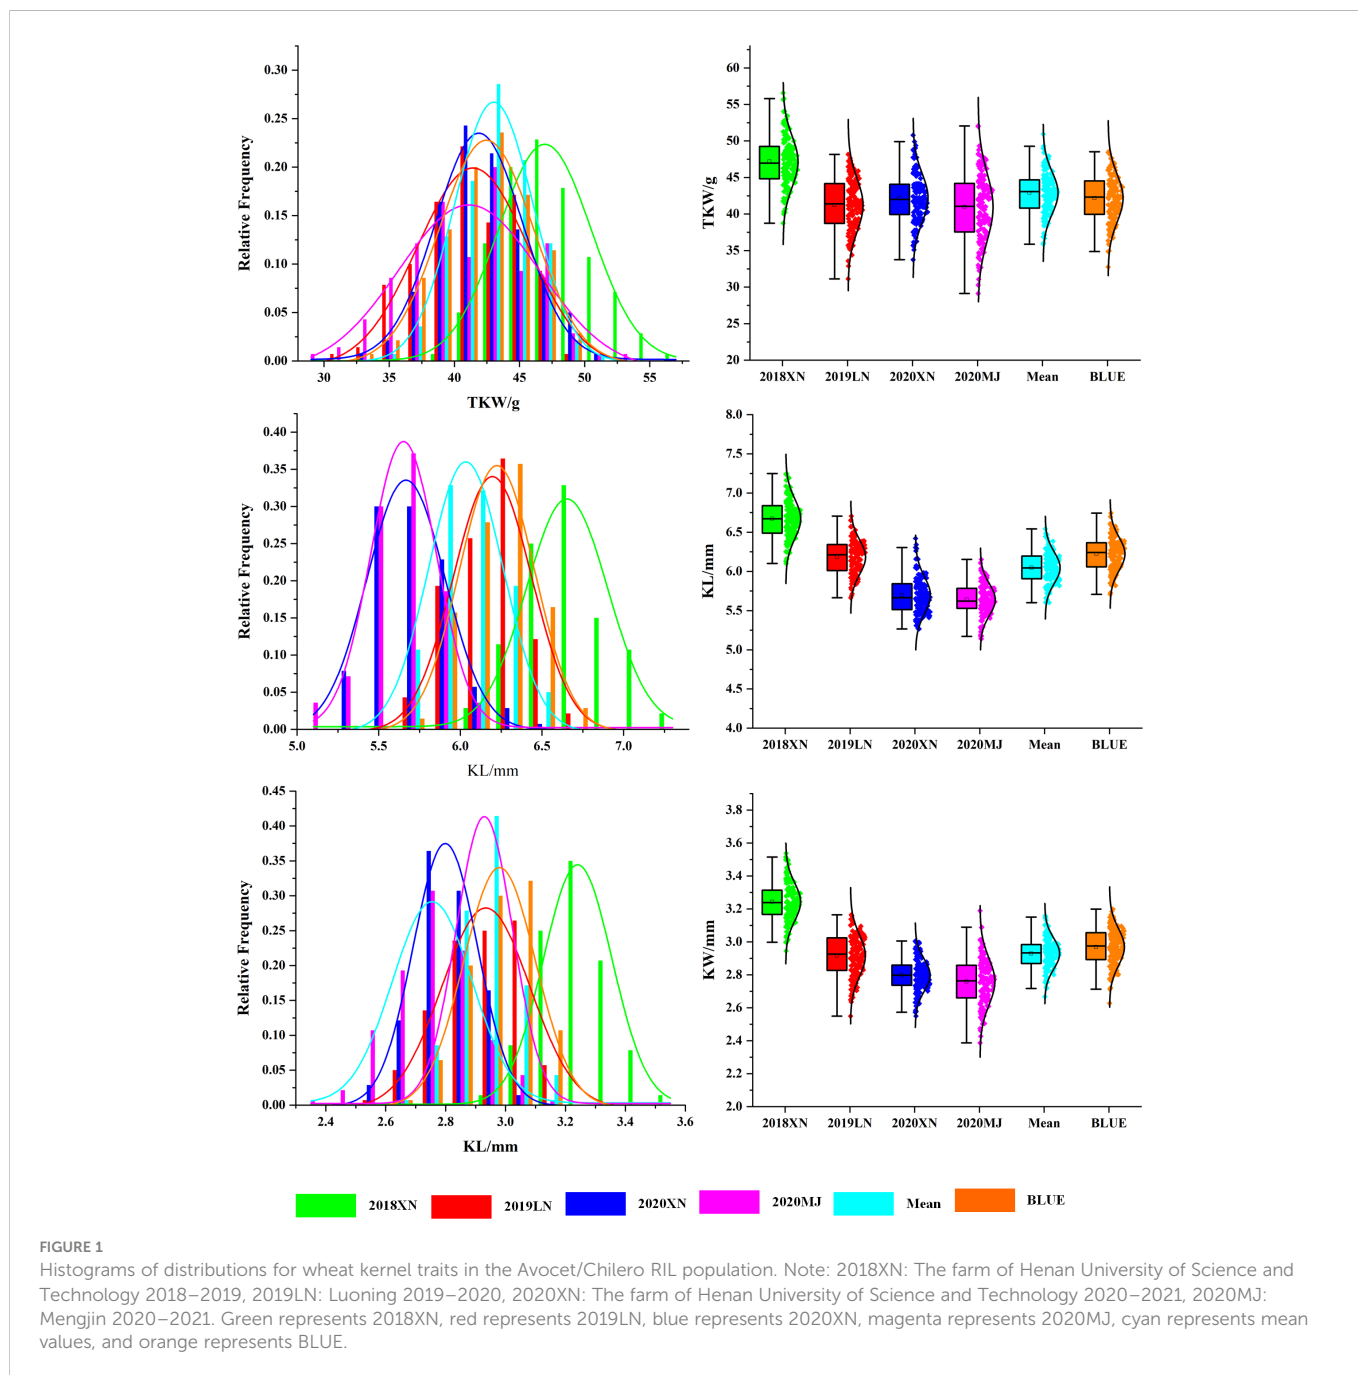 0.30
0.25
0.20
0.15
0.10
0.05
0.00
Relative Frequency
30 35 40 45 50 55
TKW/g
60
55
50
45
40
35
30
25
20
TKW/g
2018XN 2019LN 2020XN 2020MJ Mean BLUE
0.40
0.35
0.30
0.25
0.20
0.15
0.10
0.05
0.00
Relative Frequency
5.0 5.5 6.0 6.5 7.0
KL/mm
8.0
7.5
7.0
6.5
6.0
5.5
5.0
4.5
4.0
KL/mm
2018XN 2019LN 2020XN 2020MJ Mean BLUE
0.45
0.40
0.35
0.30
0.25
0.20
0.15
0.10
0.05
0.00
Relative Frequency
2.4 2.6 2.8 3.0 3.2 3.4 3.6
KL/mm
3.8
3.6
3.4
3.2
3.0
2.8
2.6
2.4
2.2
2.0
KW/mm
2018XN 2019LN 2020XN 2020MJ Mean BLUE
2018XN 2019LN 2020XN 2020MJ Mean BLUE
FIGURE 1
Histograms of distributions for wheat kernel traits in the Avocet/Chilero RIL population. Note: 2018XN: The farm of Henan University of Science and
Technology 2018–2019, 2019LN: Luoning 2019–2020, 2020XN: The farm of Henan University of Science and Technology 2020–2021, 2020MJ:
Mengjin 2020–2021. Green represents 2018XN, red represents 2019LN, blue represents 2020XN, magenta represents 2020MJ, cyan represents mean
values, and orange represents BLUE.